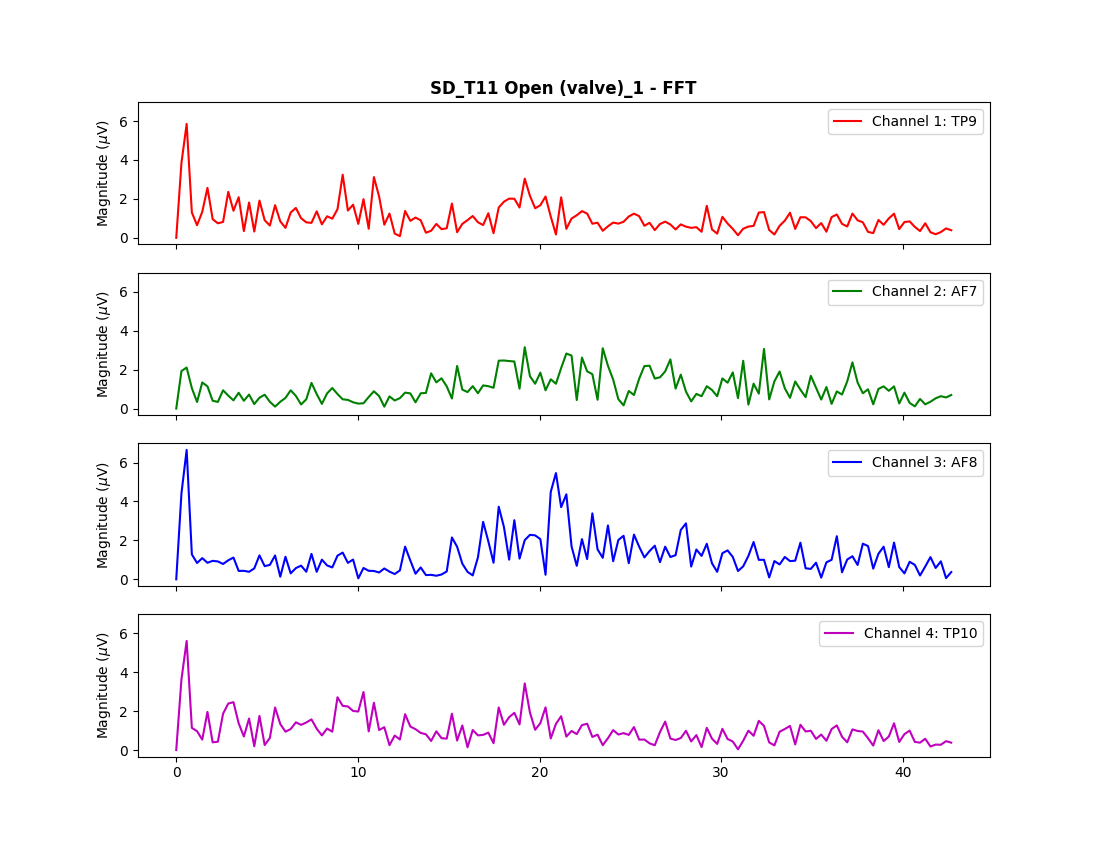 SD_T11 Open (valve)_1 - FFT
Magnitude (μV)
6
4
2
0
Channel 1: TP9
Magnitude (μV)
6
4
2
0
Channel 2: AF7
Magnitude (μV)
6
4
2
0
Channel 3: AF8
Magnitude (μV)
6
4
2
0
Channel 4: TP10
0 10 20 30 40